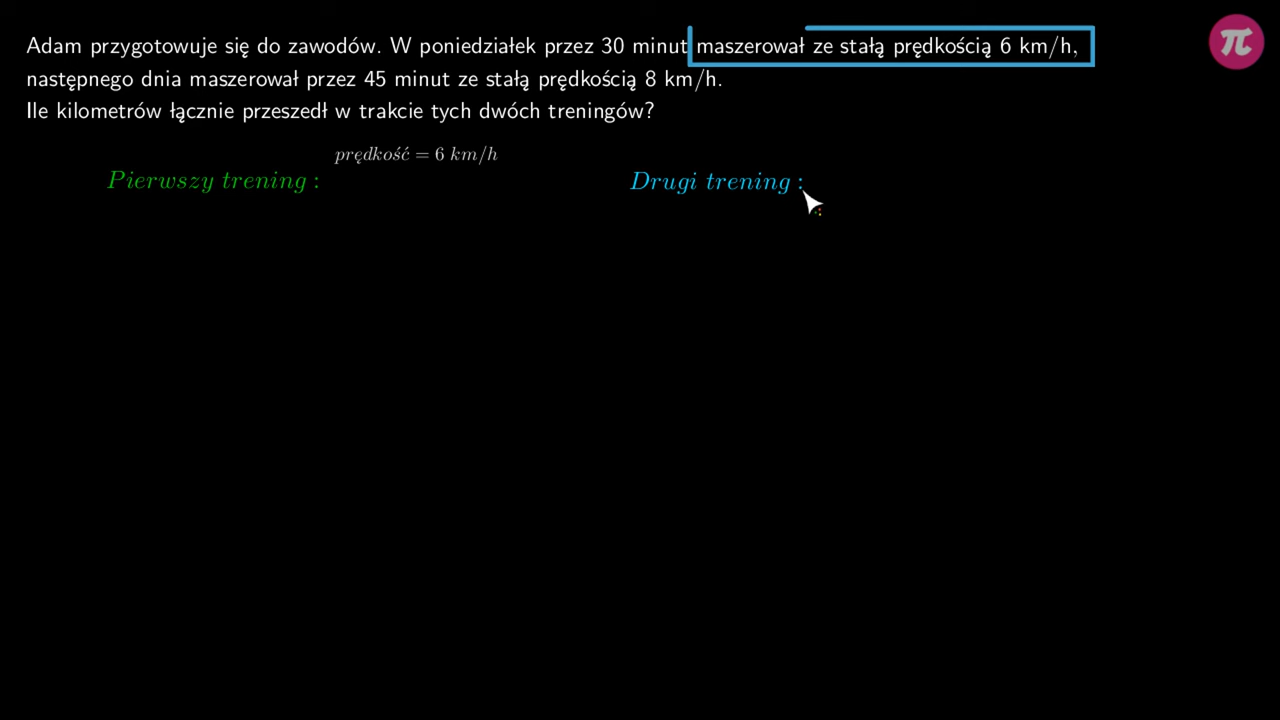 Adam przygotowuje się do zawodów. W poniedziałek przez 30 minut maszerował ze stałą prędkością 6 km/h,
następnego dnia maszerował przez 45 minut ze stałą prędkością 8 km/h.
Ile kilometrów łącznie przeszedł w trakcie tych dwóch treningów?
prędkość = 6 km/h
Pierwszy trening :
Drugi trening :
π